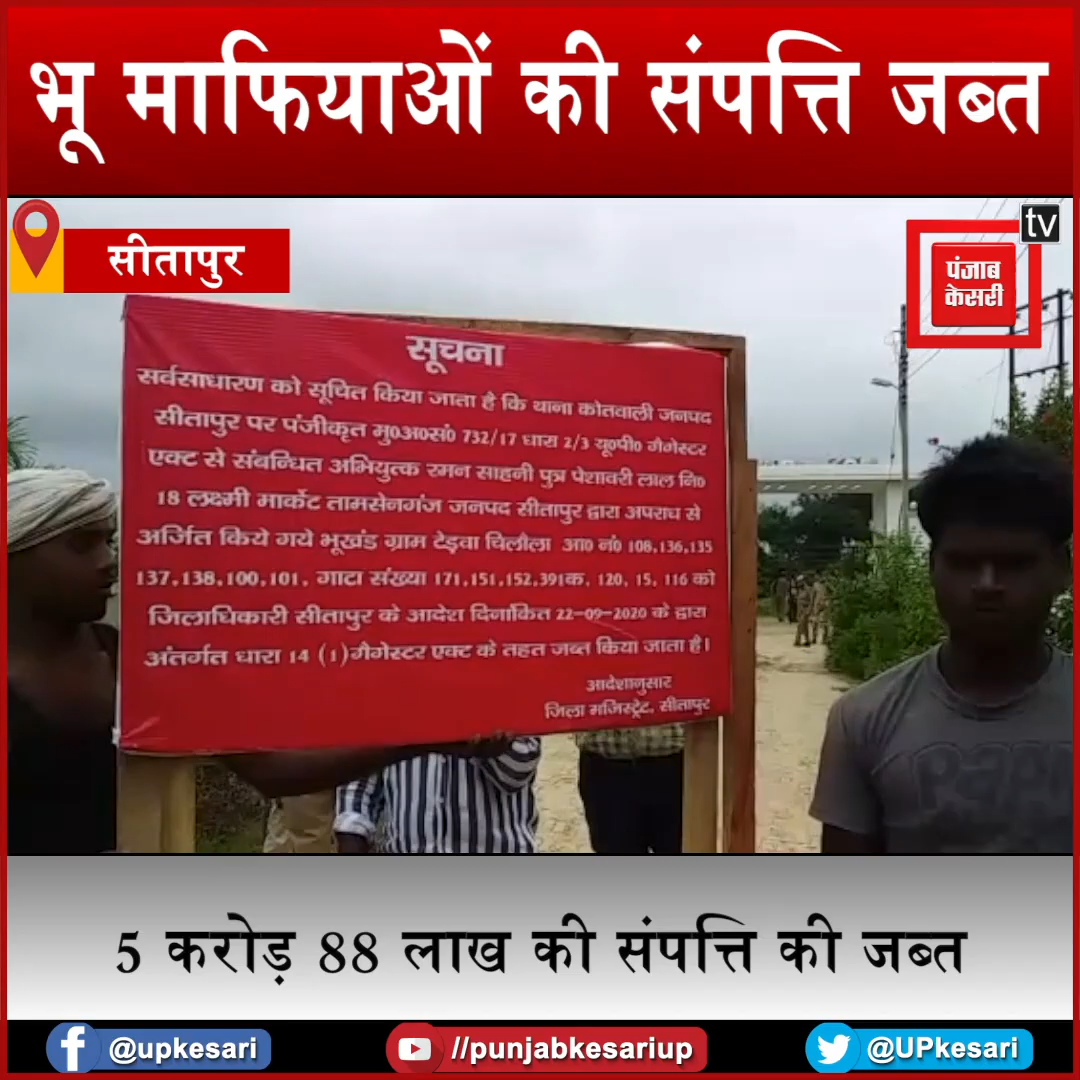 भू माफियाओं की संपत्ति जब्त
सीतापुर
tv
पंजाब
केसरी
सूचना
सर्वसाधारण को सूचित किया जाता है कि थाना कोतवाली जनपद
सीतापुर पर पंजीकृत मु0अ0सं0 732/17 धारा 2/3 यू0पी0 गैगेस्टर
एक्ट से संबन्धित अभियुत्क रमन साहनी पुत्र पेशावरी लाल नि0
18 लक्ष्मी मार्केट तामसेनगंज जनपद सीतापुर द्वारा अपराध से
अर्जित किये गये भूखंड ग्राम टेड़वा चिलौला आ0 नं0 108,136,135
137,138,100,101, गाटा संख्या 171,151,152,391क, 120, 15, 116 को
जिलाधिकारी सीतापुर के आदेश दिनांकित 22-09-2020 के द्वारा
अंतर्गत धारा 14 (1)गैगेस्टर एक्ट के तहत जब्त किया जाता है।
आदेशानुसार
जिला मजिस्ट्रेट, सीतापुर
5 करोड़ 88 लाख की संपत्ति की जब्त
@upkesari
//punjabkesariup
@UPkesari